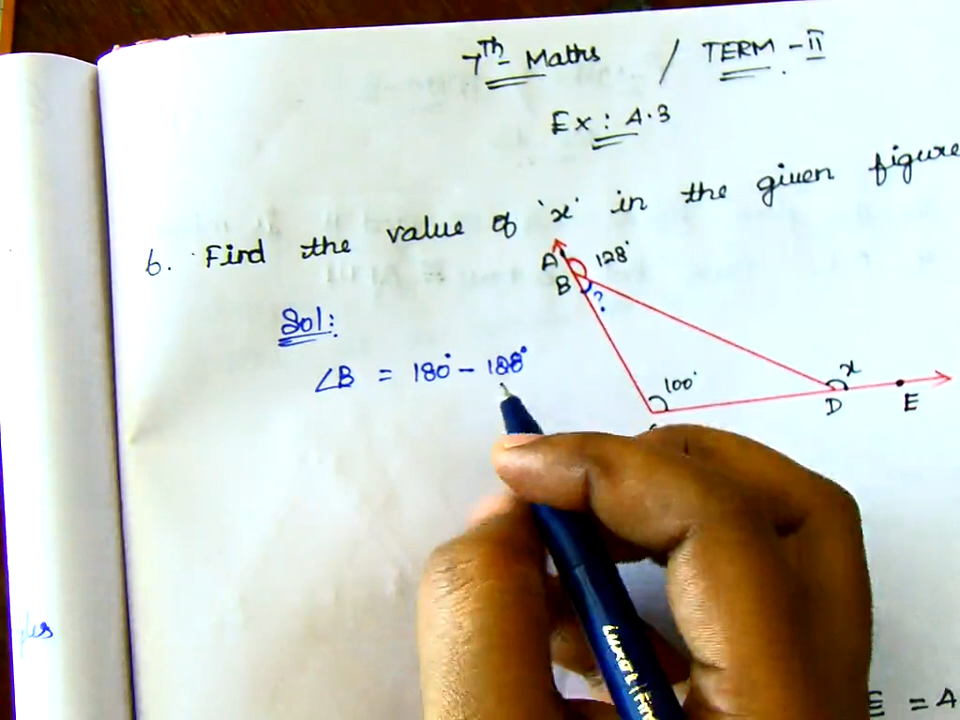 7Th- Maths / TERM - II
Ex : 4.3
6. Find the value of 'x' in the given figure
A 128°
B ?
Sol:
∠B = 180° - 128°
100° x
D E
E = 4